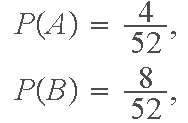 P(A) = 4/52,
P(B) = 8/52,